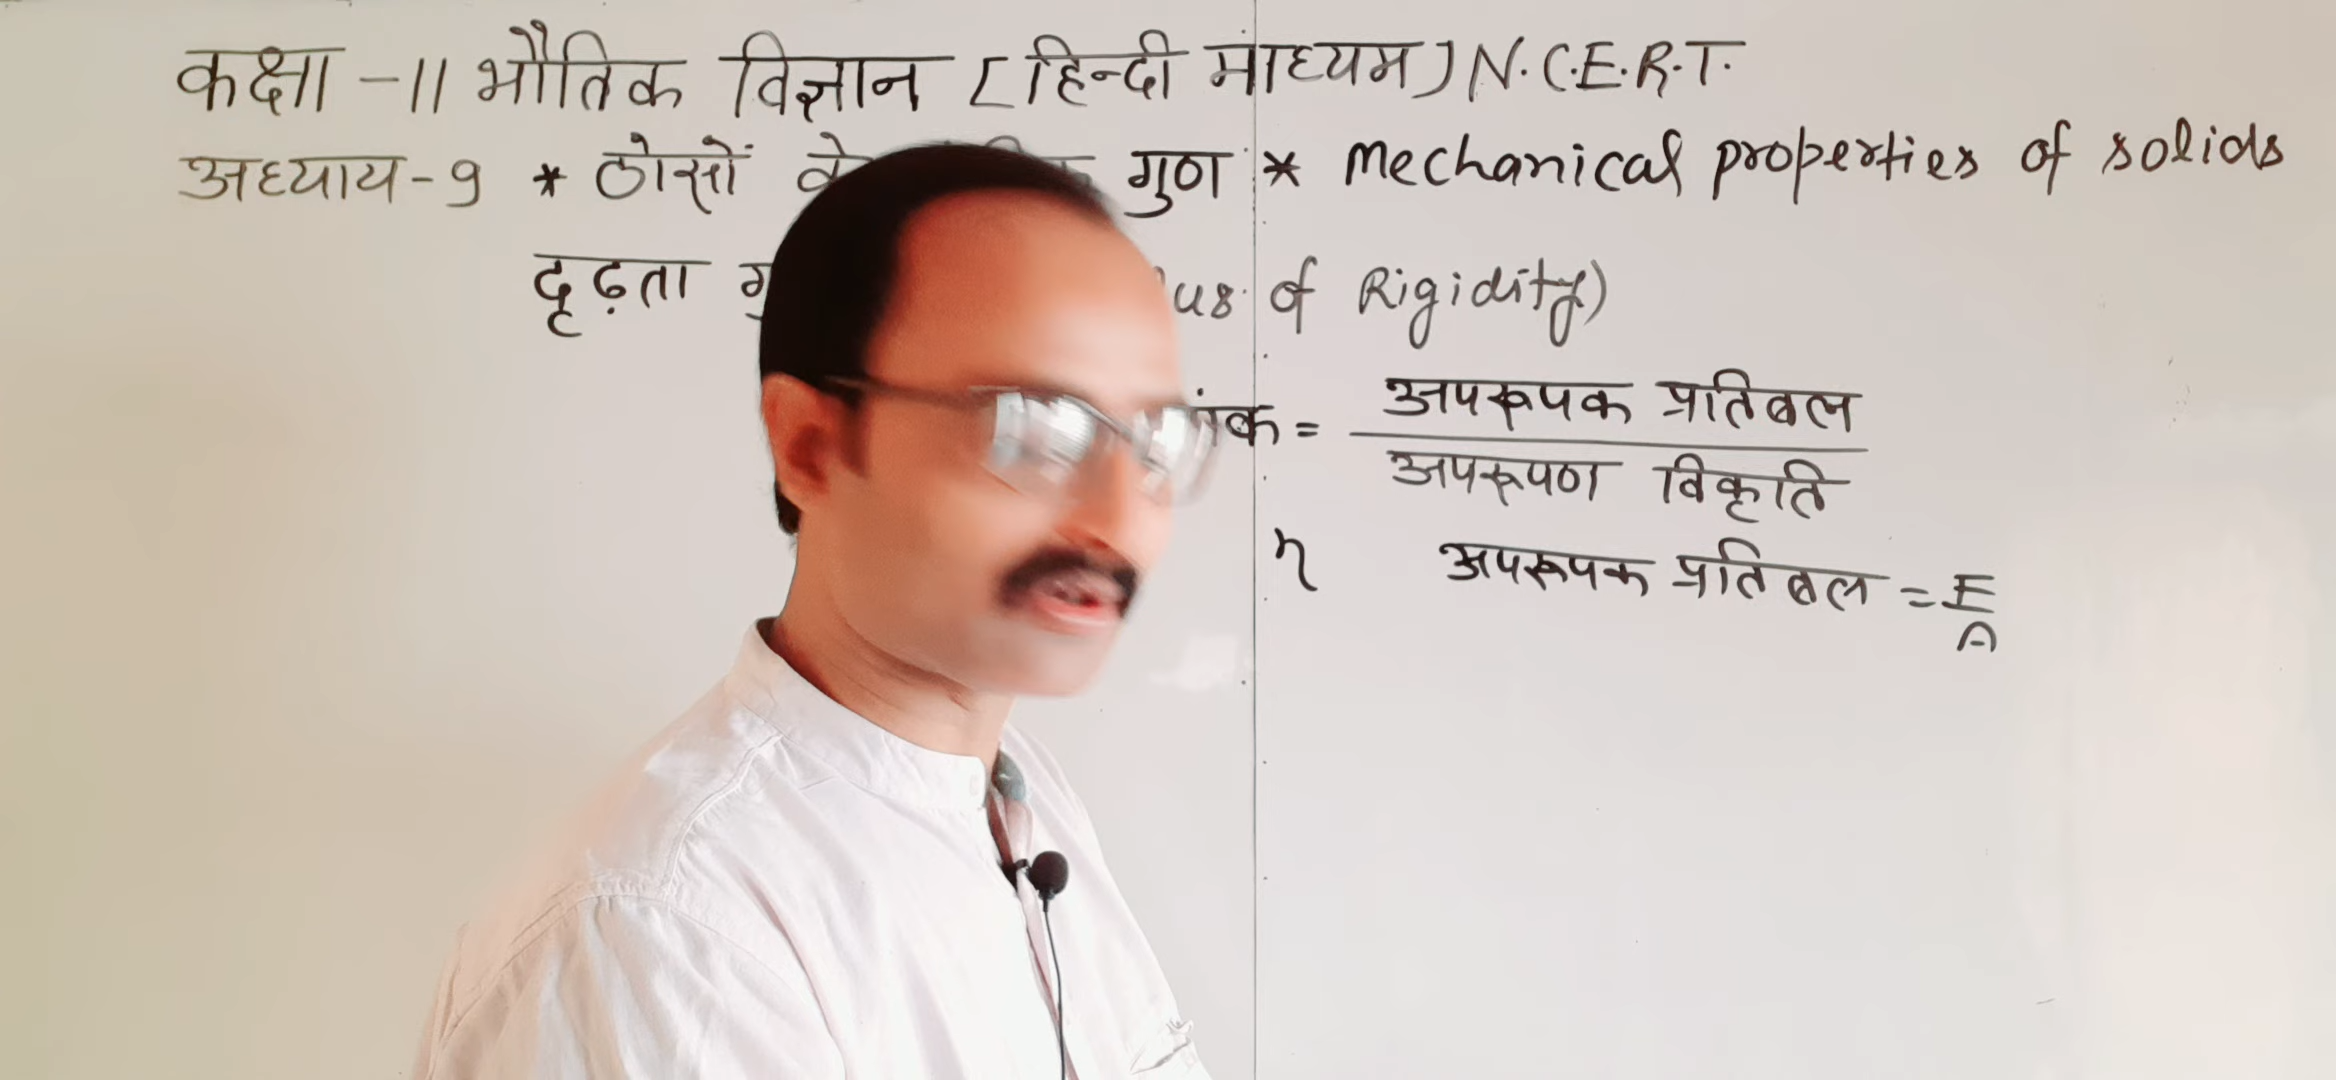 कक्षा -11 भौतिक विज्ञान [हिन्दी माध्यम] N.C.E.R.T.
अध्याय-9 * ठोसों गुण * Mechanical properties of solids
दृढ़ता of Rigidity)
= अपरूपक प्रतिबल
अपरूपण विकृति
η अपरूपक प्रतिबल = F
A